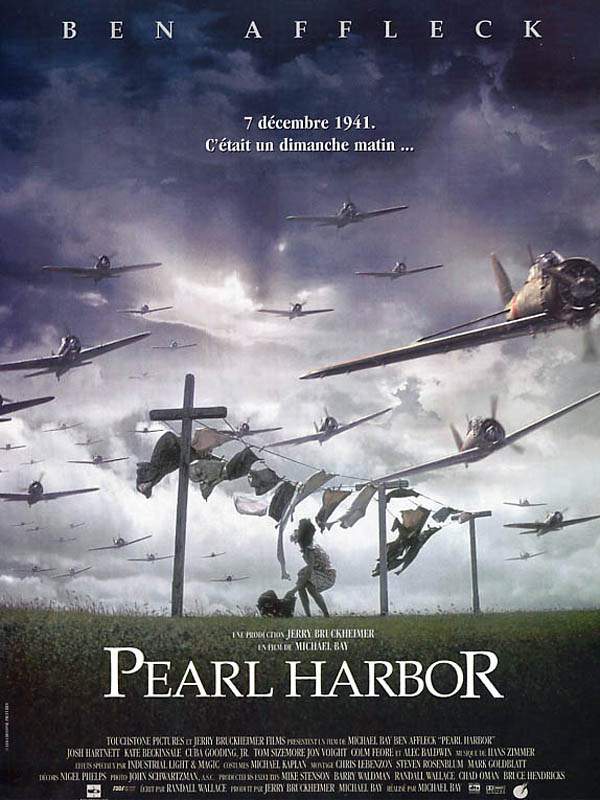 BEN AFFLECK
7 décembre 1941.
C'était un dimanche matin ...
UNE PRODUCTION JERRY BRUCKHEIMER
UN FILM DE MICHAEL BAY
PEARL HARBOR
TOUCHSTONE PICTURES ET JERRY BRUCKHEIMER FILMS PRESENTENT UN FILM DE MICHAEL BAY BEN AFFLECK "PEARL HARBOR"
JOSH HARTNETT KATE BECKINSALE CUBA GOODING, JR. TOM SIZEMORE JON VOIGHT COLM FEORE ET ALEC BALDWIN MUSIQUE DE HANS ZIMMER
EFFETS SPECIAUX PAR INDUSTRIAL LIGHT & MAGIC COSTUMES MICHAEL KAPLAN MONTAGE CHRIS LEBENZON STEVEN ROSENBLUM MARK GOLDBLATT
DÉCORS NIGEL PHELPS PHOTO JOHN SCHWARTZMAN, A.S.C. PRODUCTEURS EXECUTIFS MIKE STENSON BARRY WALDMAN RANDALL WALLACE CHAD OMAN BRUCE HENDRICKS
ÉCRIT PAR RANDALL WALLACE PRODUIT PAR JERRY BRUCKHEIMER MICHAEL BAY RÉALISÉ PAR MICHAEL BAY